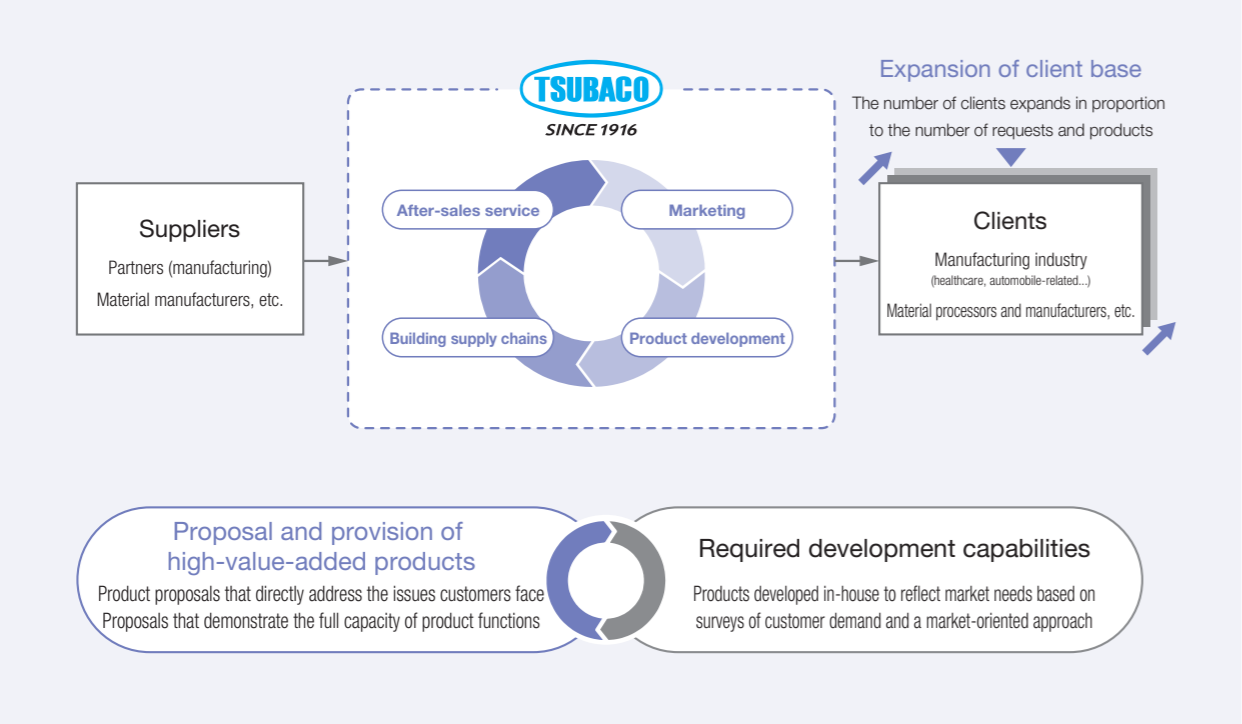 TSUBACO
SINCE 1916
Expansion of client base
The number of clients expands in proportion
to the number of requests and products
Suppliers
Partners (manufacturing)
Material manufacturers, etc.
After-sales service
Marketing
Building supply chains
Product development
Clients
Manufacturing industry
(healthcare, automobile-related...)
Material processors and manufacturers, etc.
Proposal and provision of
high-value-added products
Product proposals that directly address the issues customers face
Proposals that demonstrate the full capacity of product functions
Required development capabilities
Products developed in-house to reflect market needs based on
surveys of customer demand and a market-oriented approach